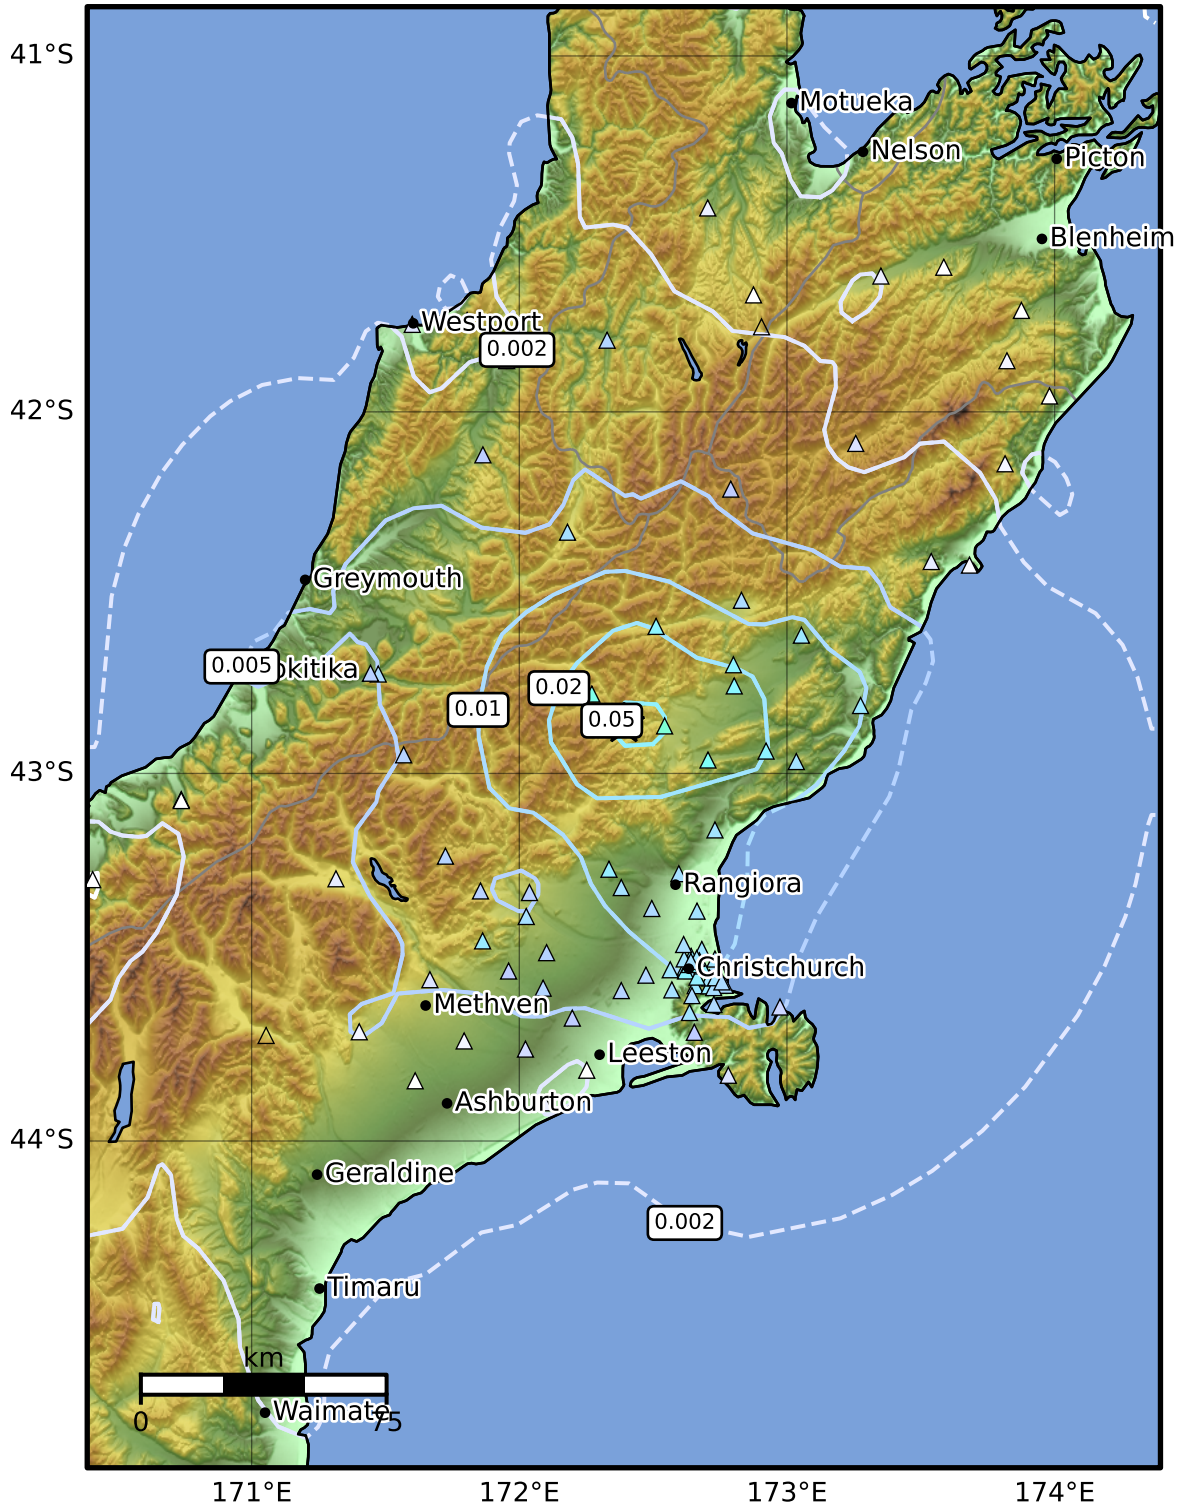 41°S
Motueka
Nelson
Picton
Blenheim
Westport
0.002
42°S
Greymouth
0.005
okitika
0.02
0.01
0.05
43°S
Rangiora
Christchurch
Methven
Leeston
Ashburton
44°S
Geraldine
0.002
Timaru
km
Waimate
0
75
171°E
172°E
173°E
174°E